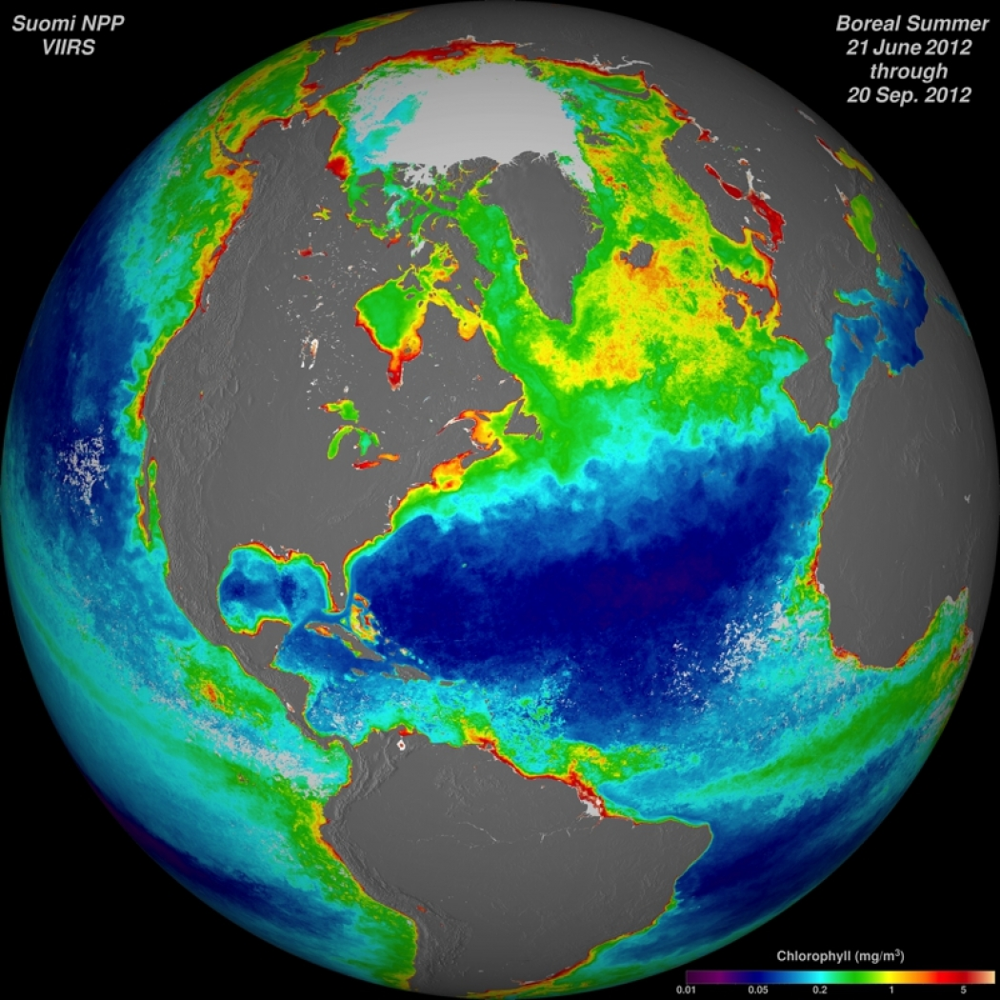 Suomi NPP
VIIRS
Boreal Summer
21 June 2012
through
20 Sep. 2012
Chlorophyll (mg/m³)
0.01 0.05 0.2 1 5